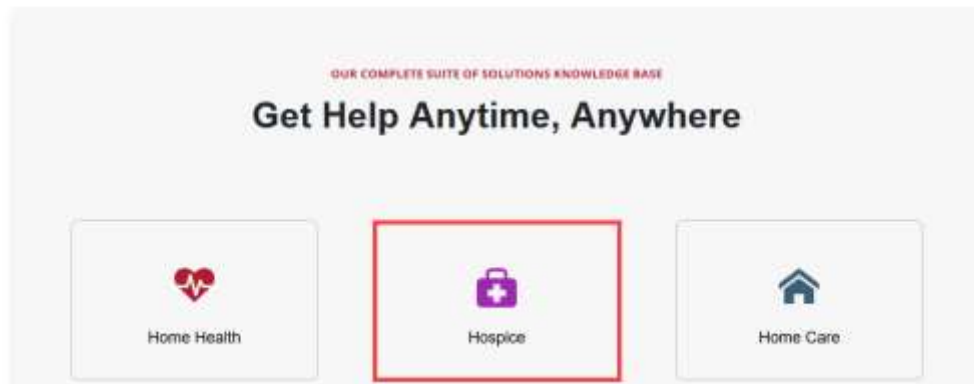 OUR COMPLETE SUITE OF SOLUTIONS KNOWLEDGE BASE
Get Help Anytime, Anywhere
Home Health
Hospice
Home Care